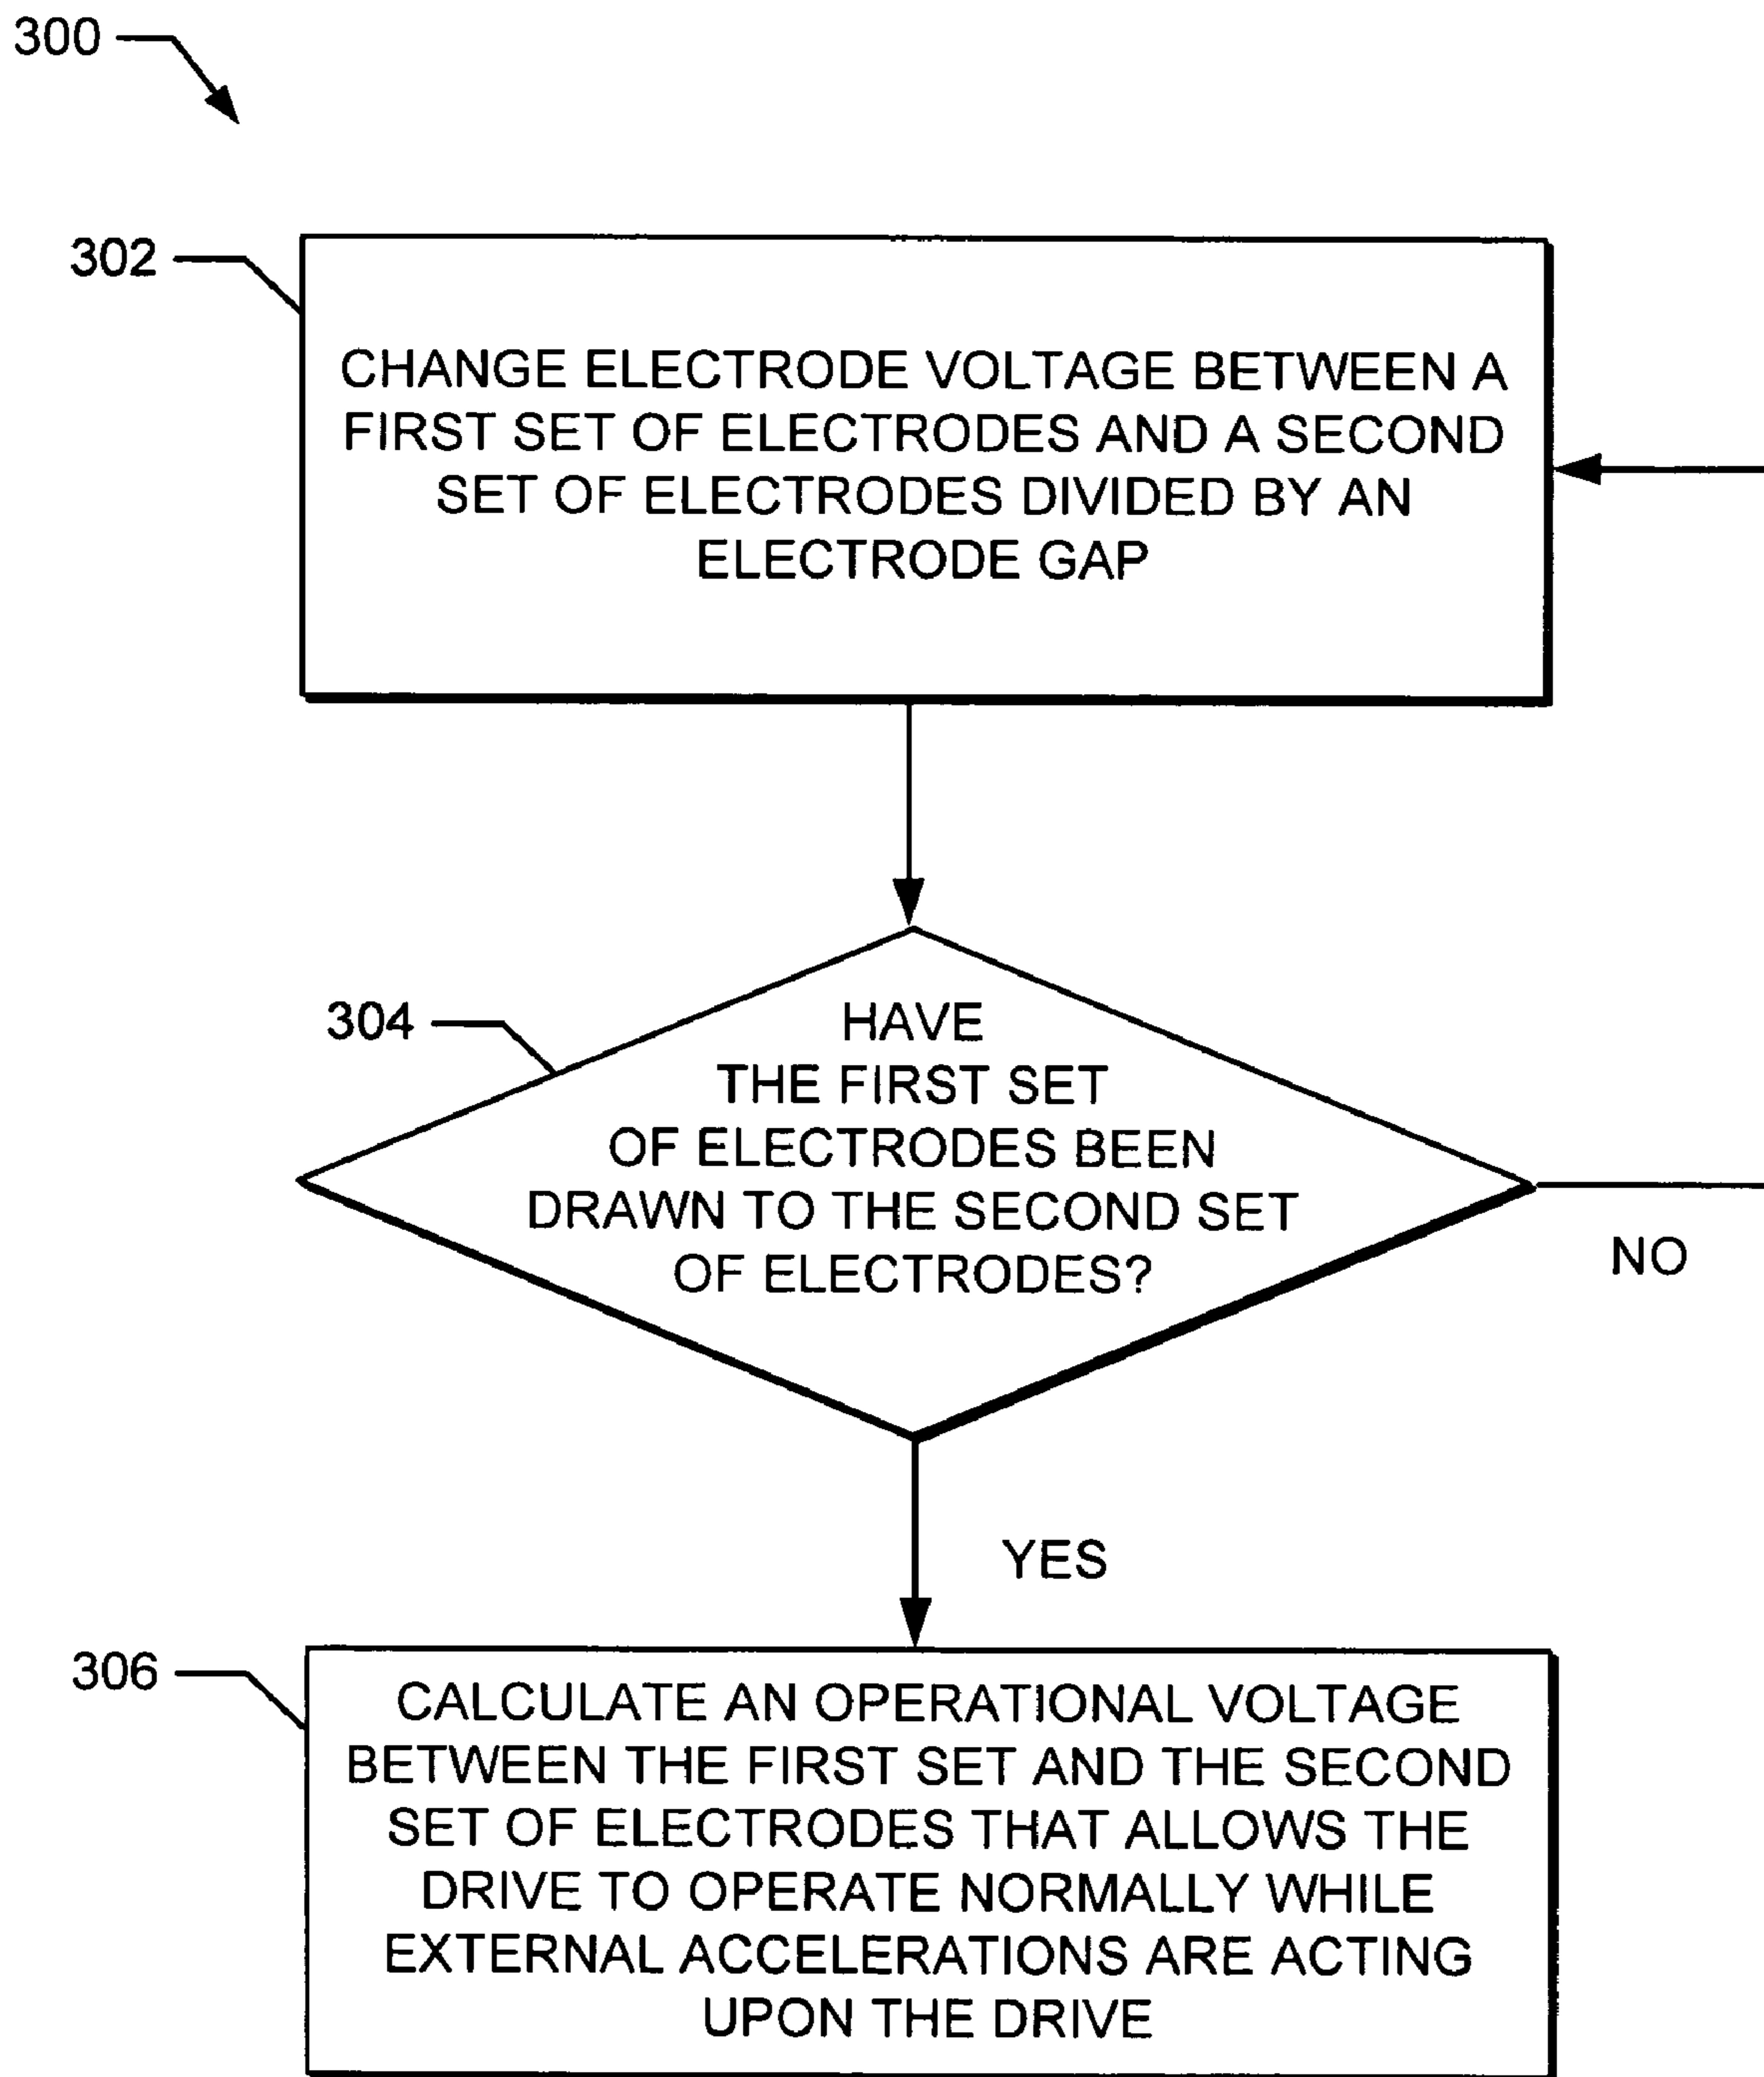 300
302
CHANGE ELECTRODE VOLTAGE BETWEEN A
FIRST SET OF ELECTRODES AND A SECOND
SET OF ELECTRODES DIVIDED BY AN
ELECTRODE GAP
304
HAVE
THE FIRST SET
OF ELECTRODES BEEN
DRAWN TO THE SECOND SET
OF ELECTRODES?
NO
YES
306
CALCULATE AN OPERATIONAL VOLTAGE
BETWEEN THE FIRST SET AND THE SECOND
SET OF ELECTRODES THAT ALLOWS THE
DRIVE TO OPERATE NORMALLY WHILE
EXTERNAL ACCELERATIONS ARE ACTING
UPON THE DRIVE